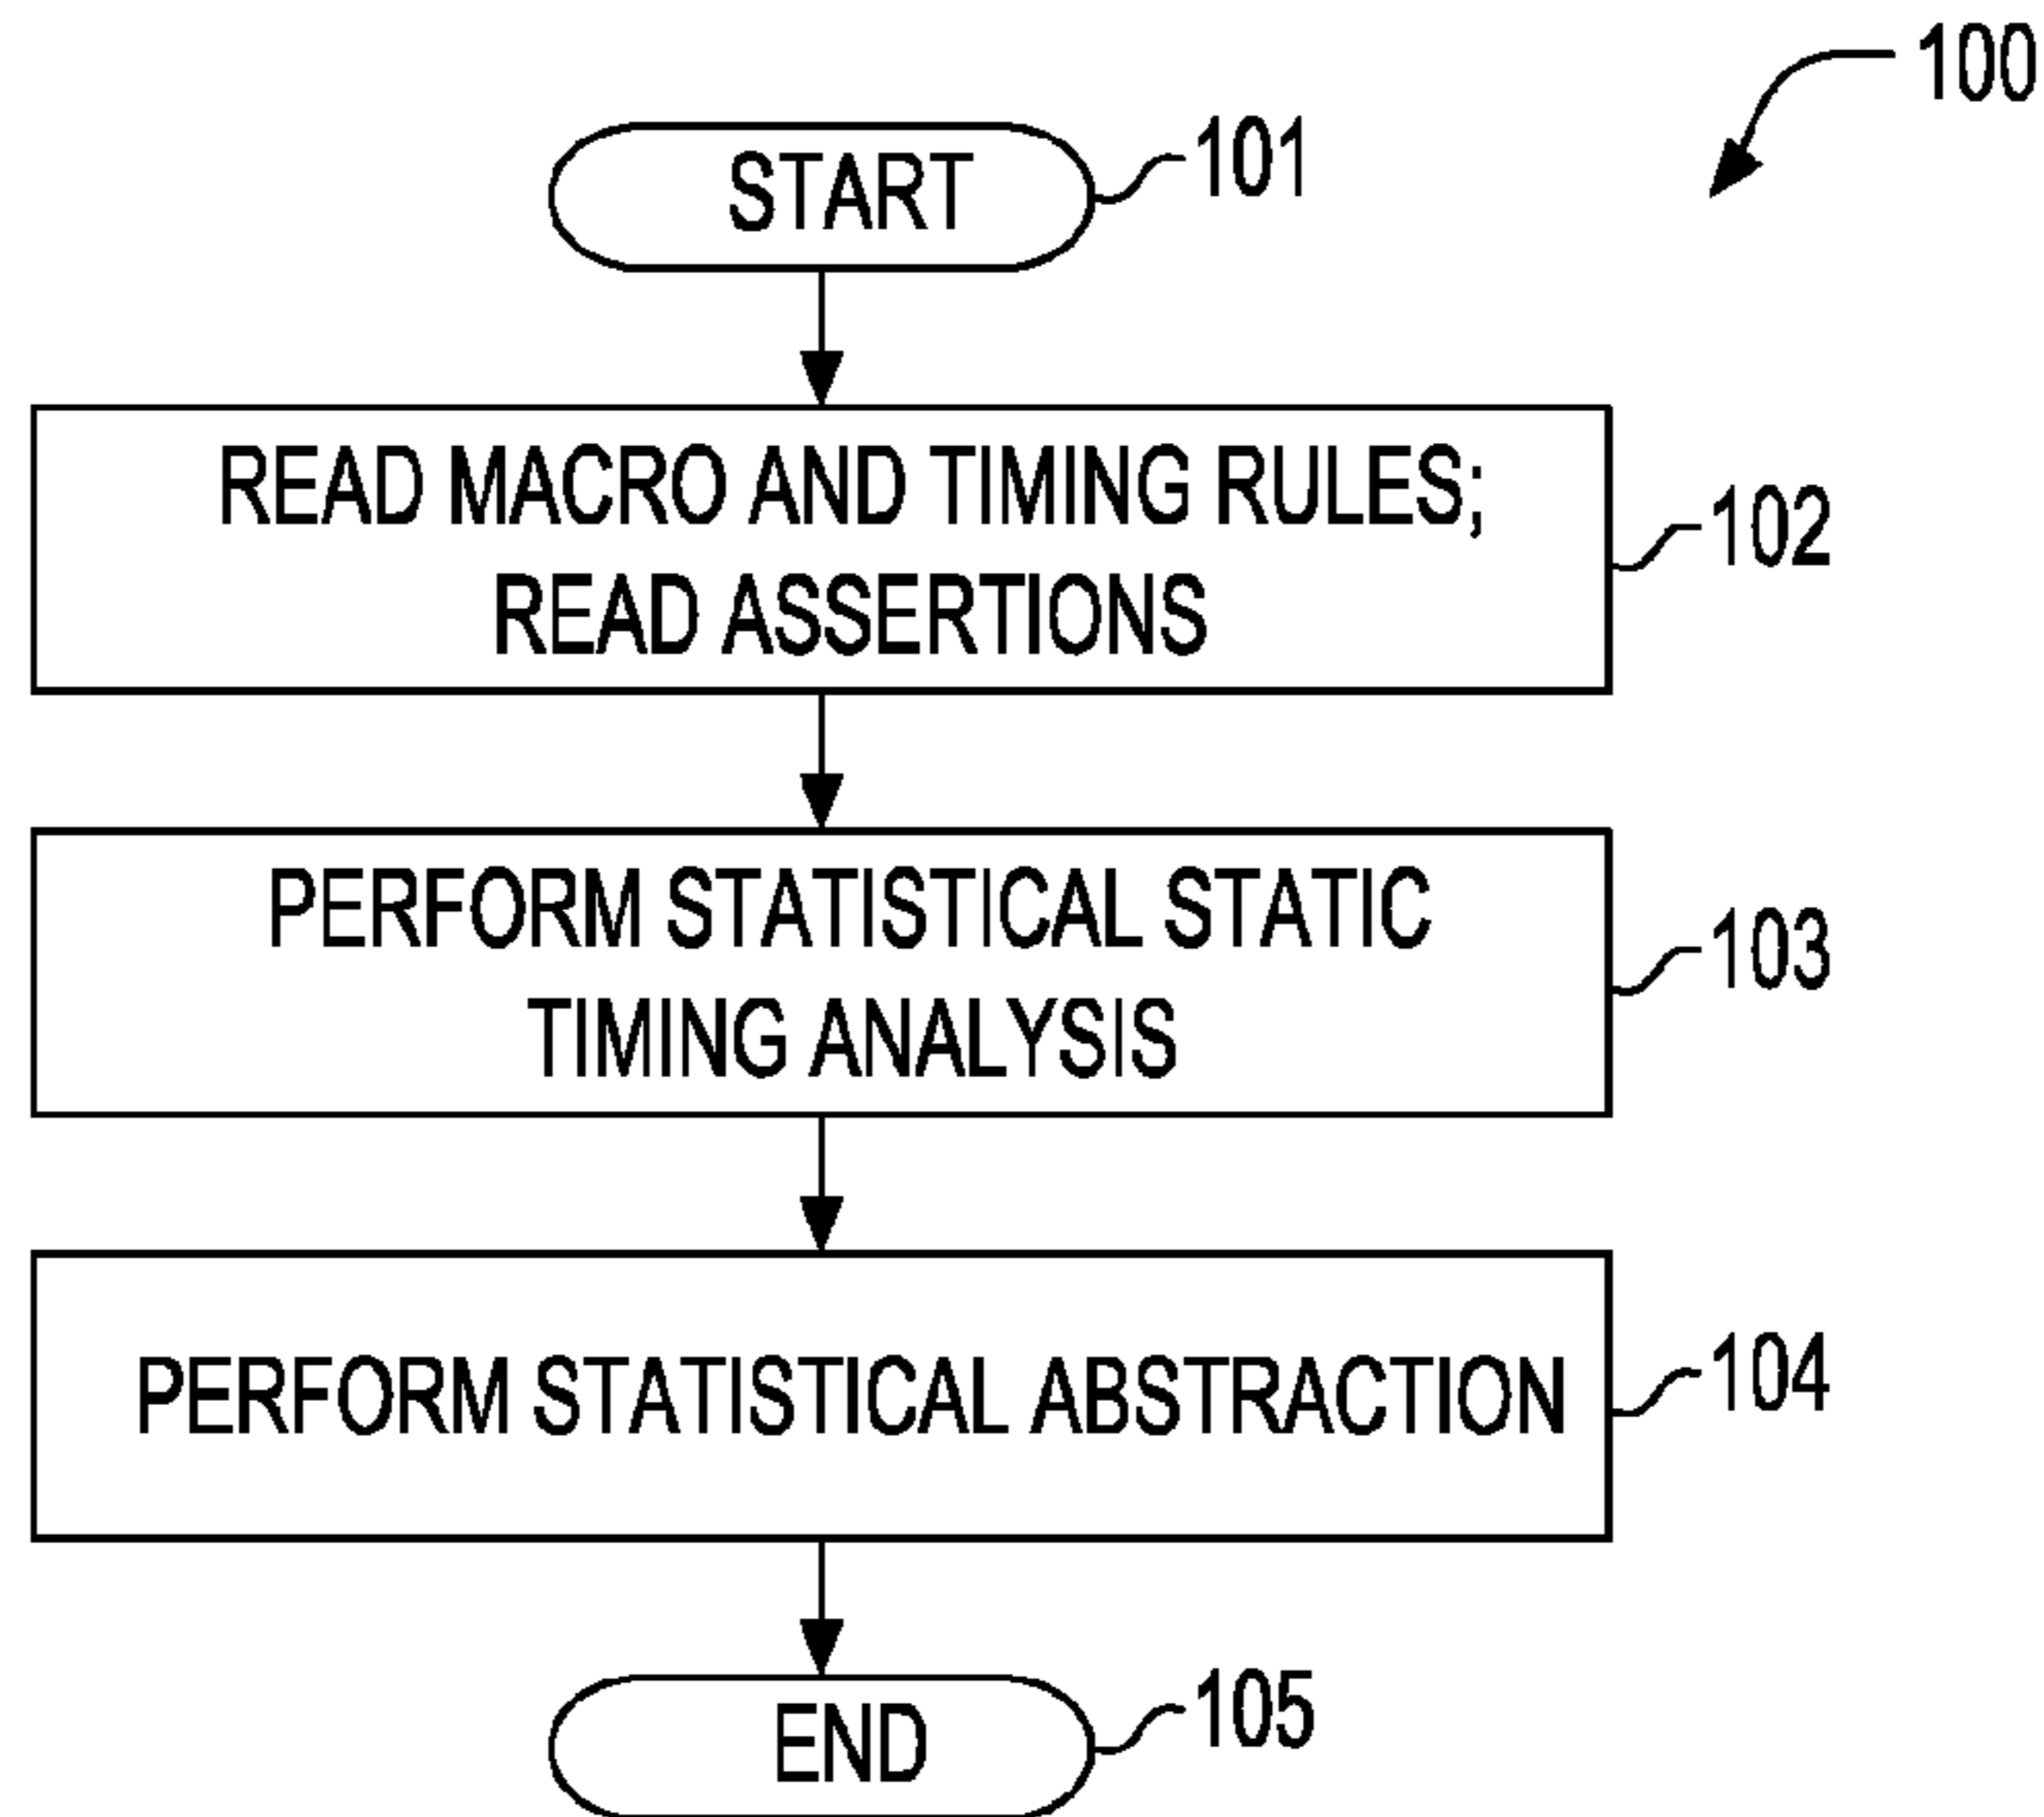 100
START
101
READ MACRO AND TIMING RULES;
READ ASSERTIONS
102
PERFORM STATISTICAL STATIC
TIMING ANALYSIS
103
PERFORM STATISTICAL ABSTRACTION
104
END
105